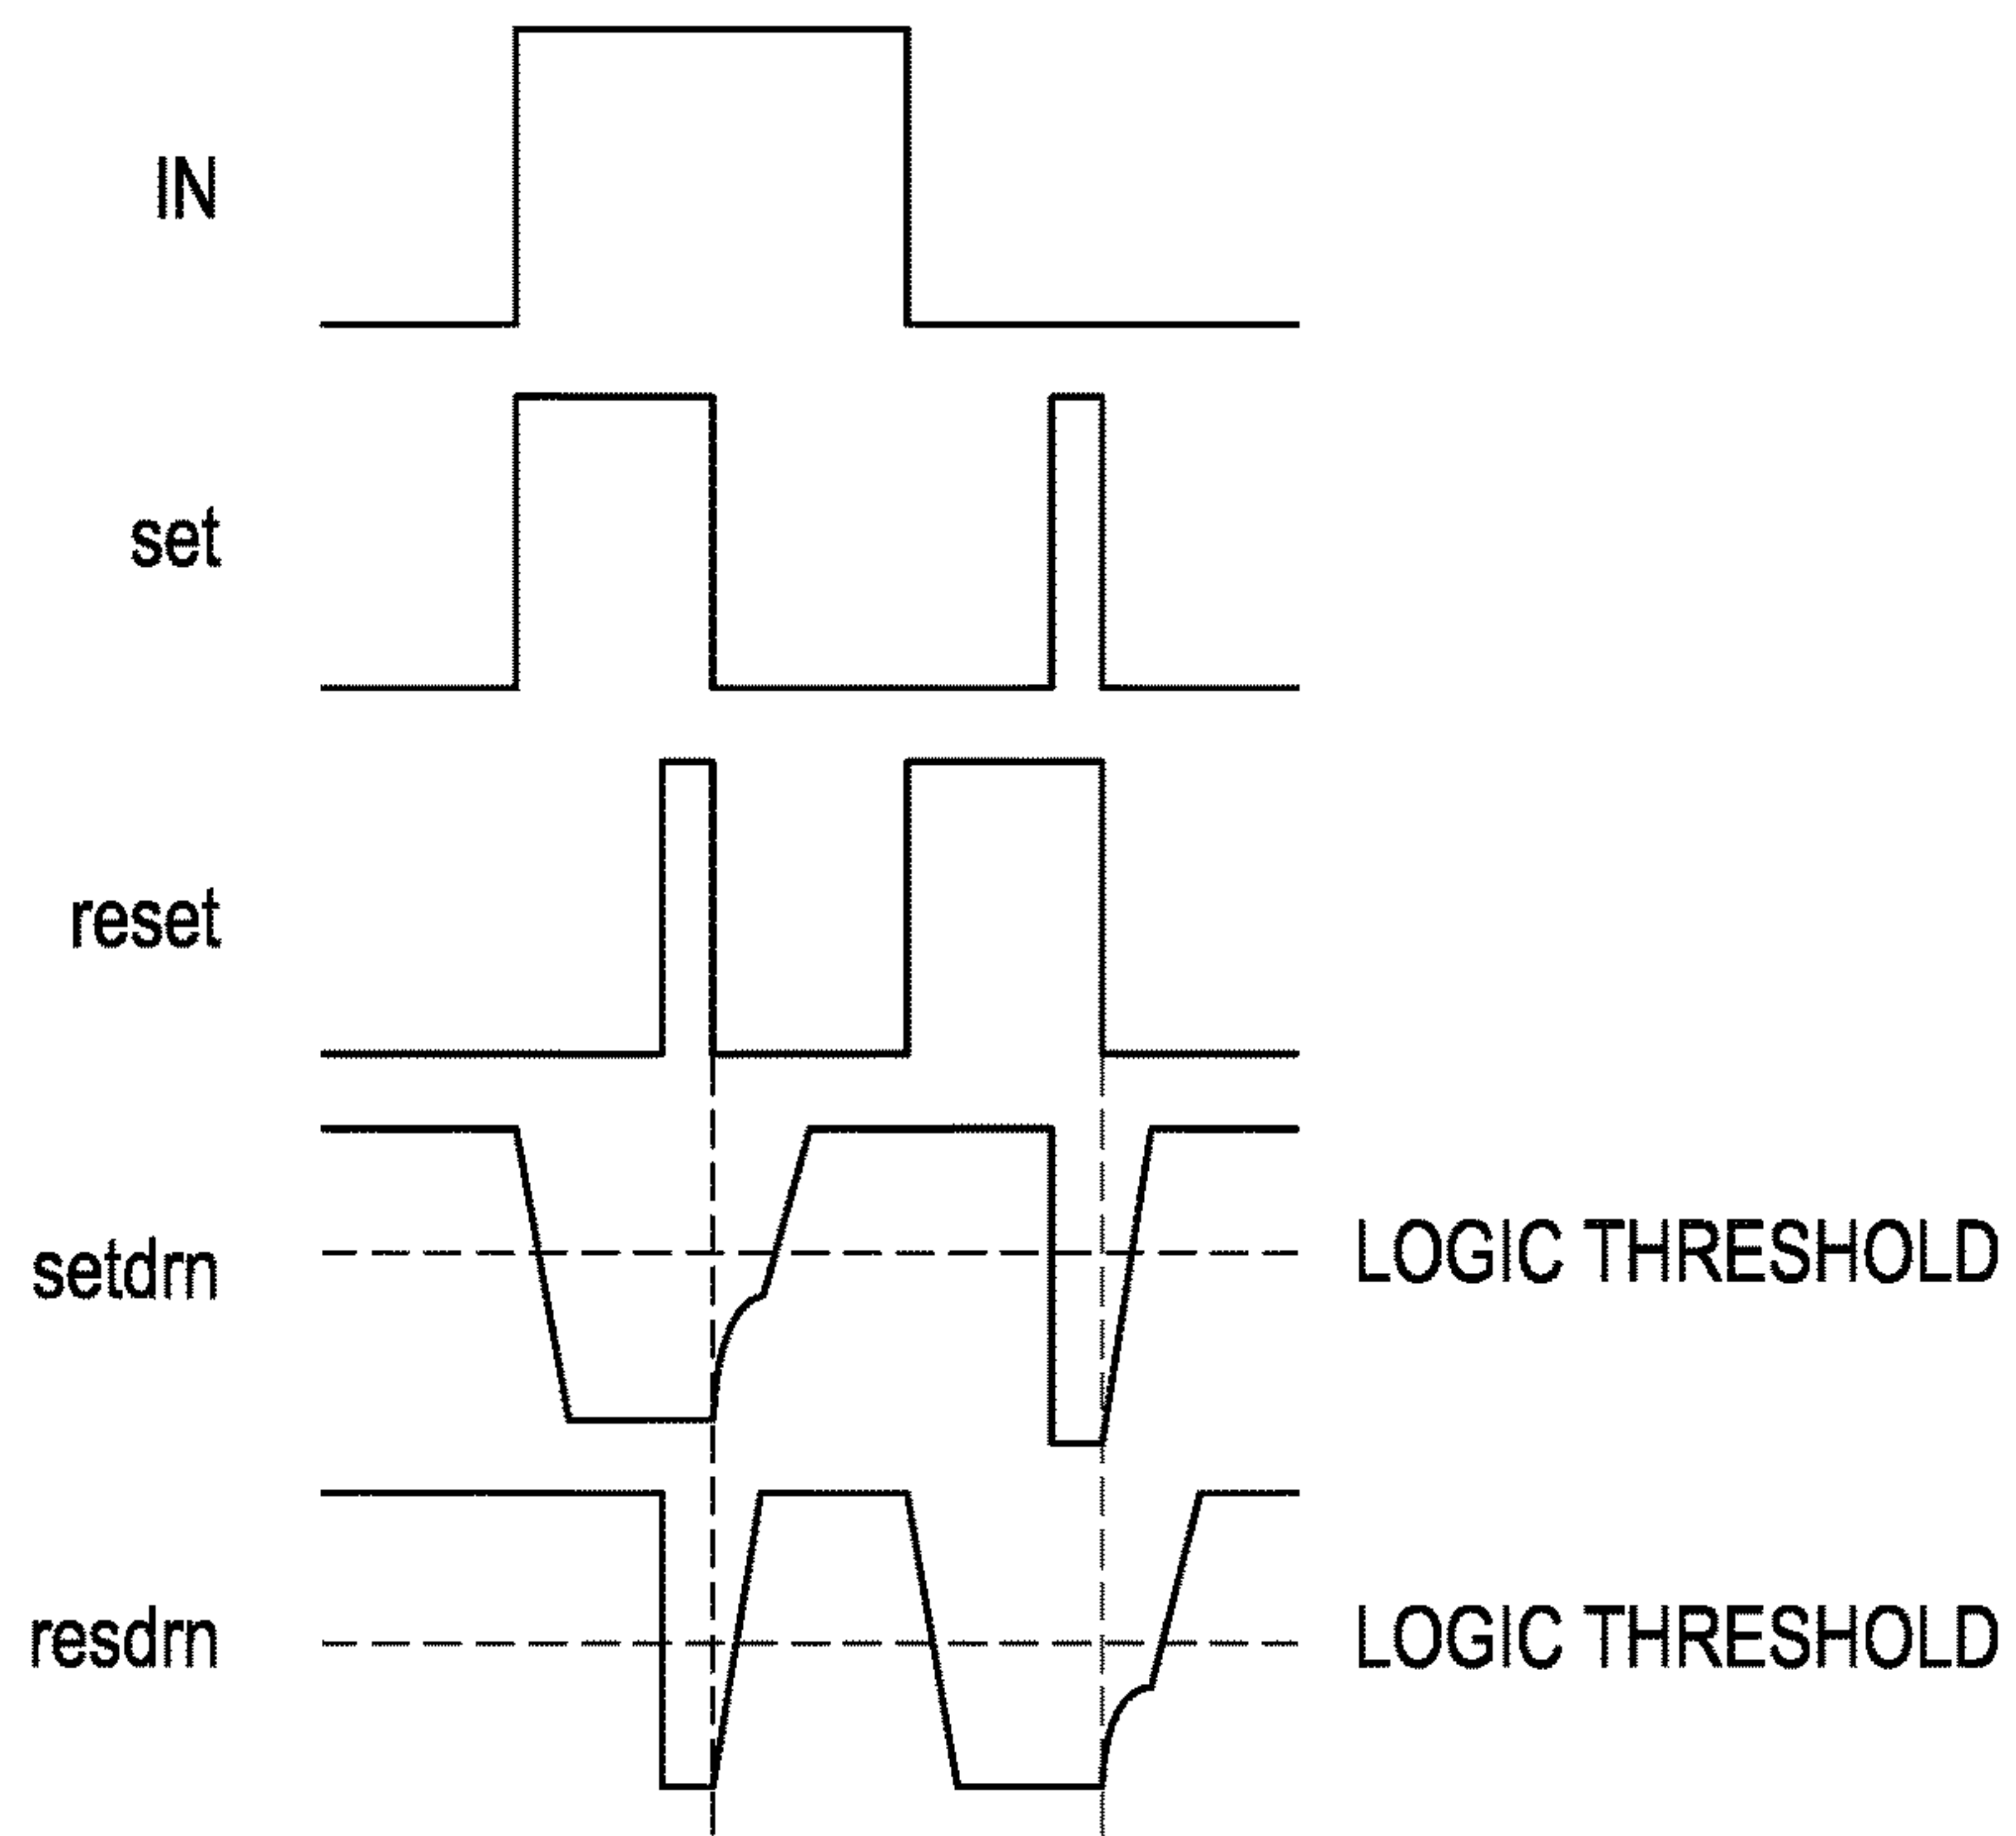 IN
set
reset
setdrn
LOGIC THRESHOLD
resdrn
LOGIC THRESHOLD